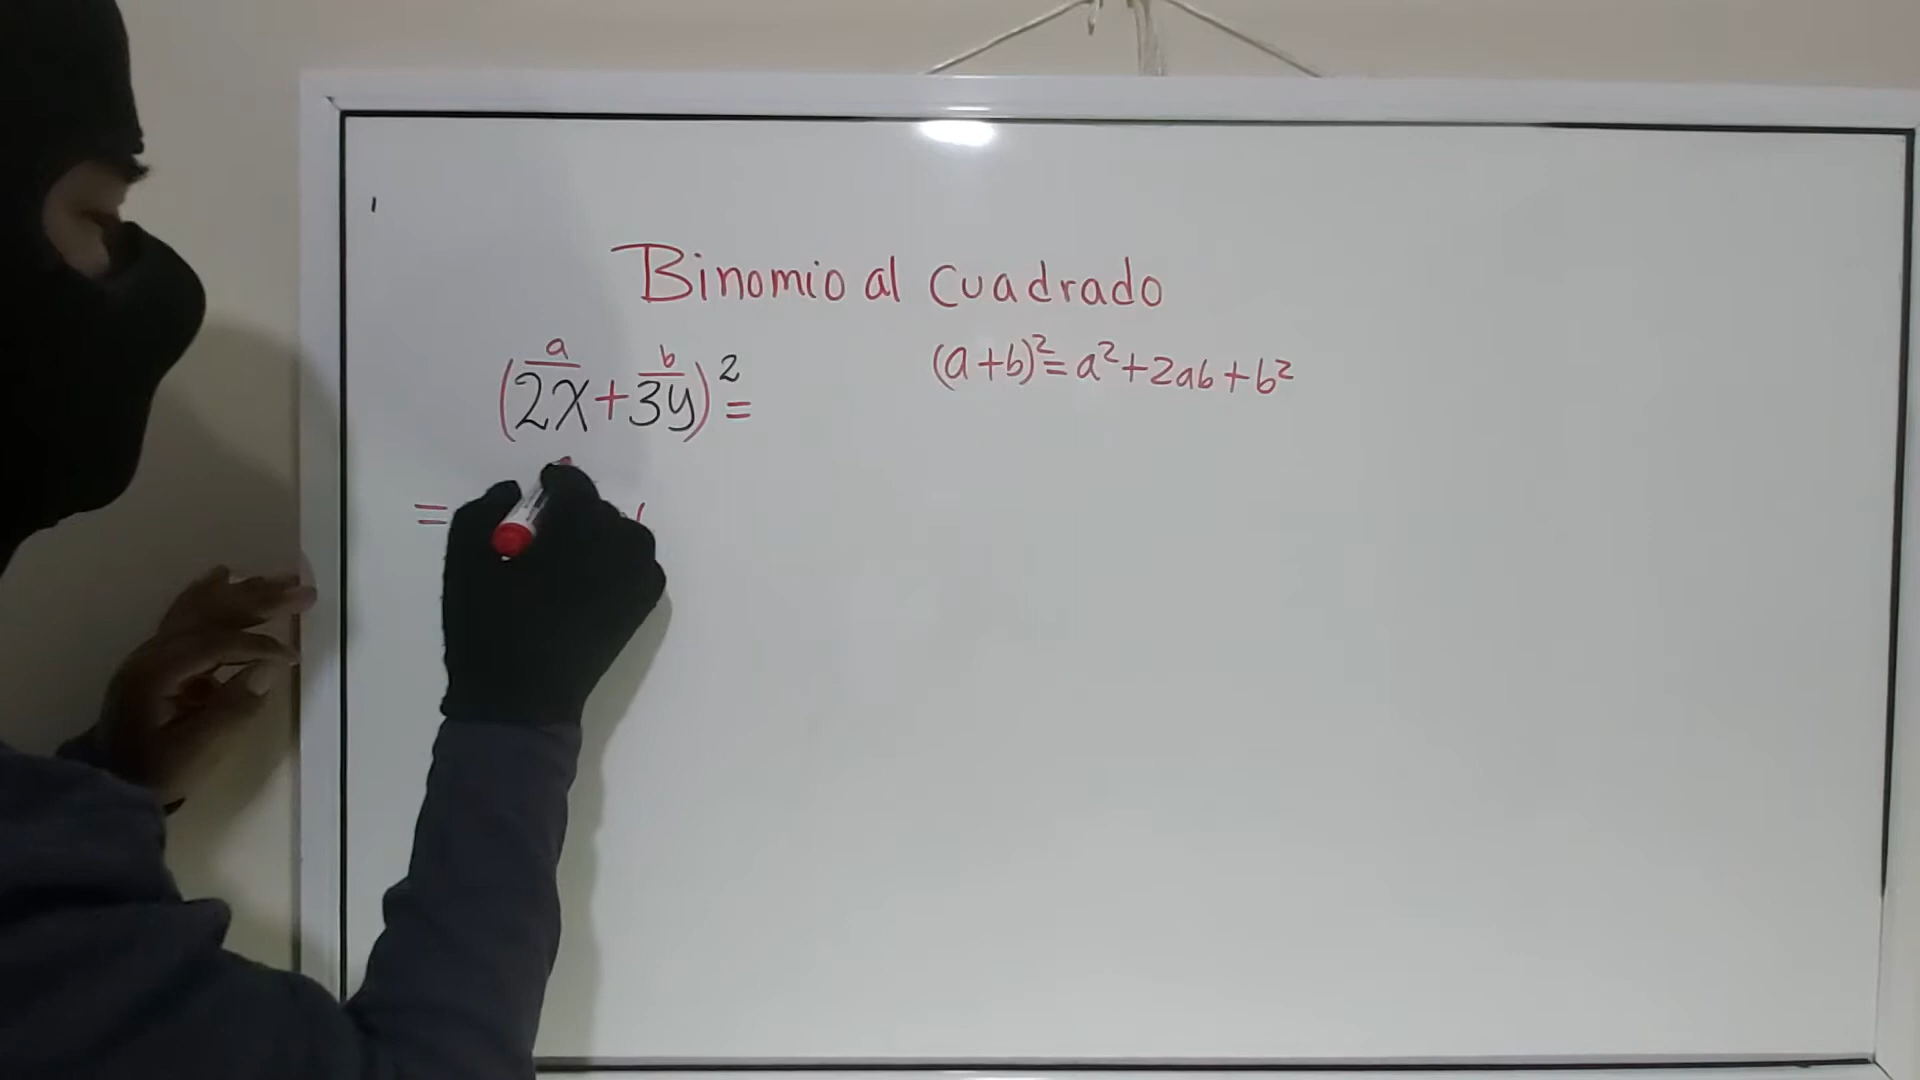 Binomio al cuadrado
a b
(2x+3y)² =
(a+b)²=a²+2ab+b²
=